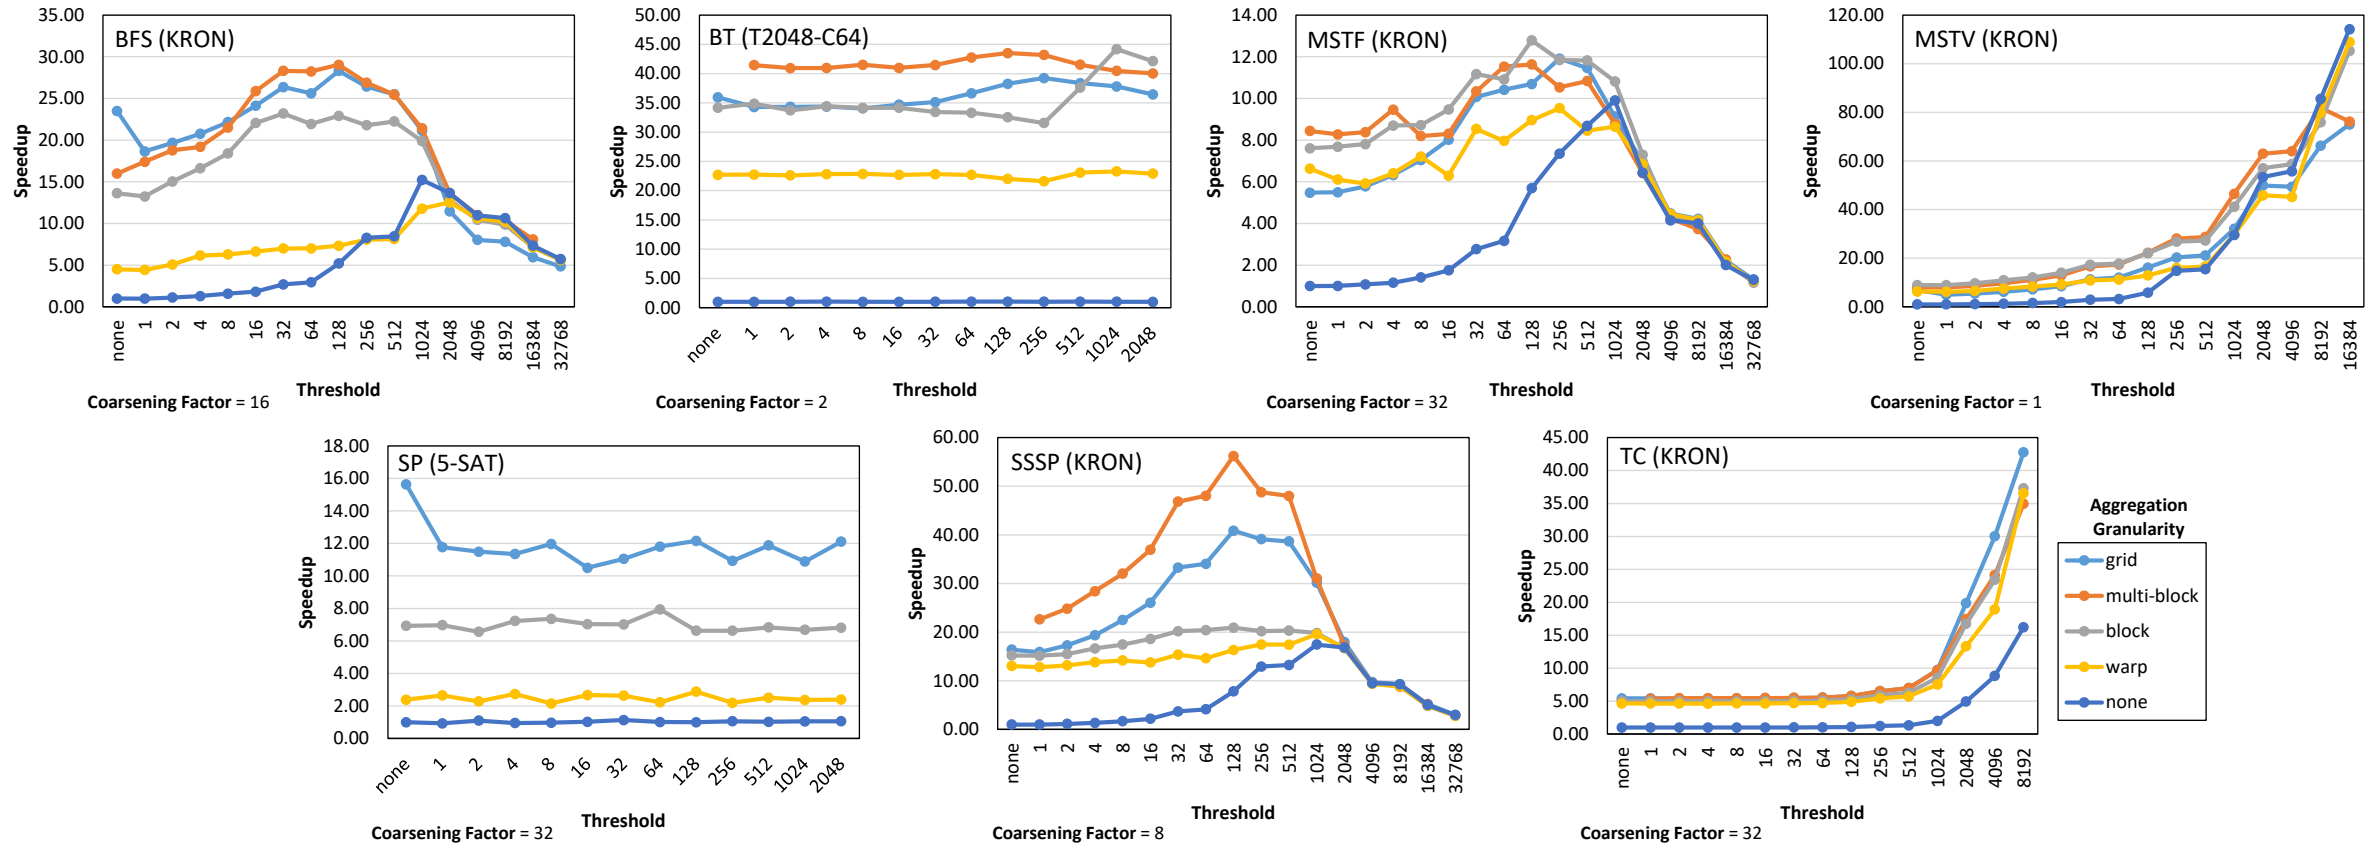 BFS (KRON)
Speedup
35.00
30.00
25.00
20.00
15.00
10.00
5.00
0.00
none 1 2 4 8 16 32 64 128 256 512 1024 2048 4096 8192 16384 32768
Threshold
Coarsening Factor = 16
BT (T2048-C64)
Speedup
50.00
45.00
40.00
35.00
30.00
25.00
20.00
15.00
10.00
5.00
0.00
none 1 2 4 8 16 32 64 128 256 512 1024 2048
Threshold
Coarsening Factor = 2
MSTF (KRON)
Speedup
14.00
12.00
10.00
8.00
6.00
4.00
2.00
0.00
none 1 2 4 8 16 32 64 128 256 512 1024 2048 4096 8192 16384 32768
Threshold
Coarsening Factor = 32
MSTV (KRON)
Speedup
120.00
100.00
80.00
60.00
40.00
20.00
0.00
none 1 2 4 8 16 32 64 128 256 512 1024 2048 4096 8192 16384
Threshold
Coarsening Factor = 1
SP (5-SAT)
Speedup
18.00
16.00
14.00
12.00
10.00
8.00
6.00
4.00
2.00
0.00
none 1 2 4 8 16 32 64 128 256 512 1024 2048
Threshold
Coarsening Factor = 32
SSSP (KRON)
Speedup
60.00
50.00
40.00
30.00
20.00
10.00
0.00
none 1 2 4 8 16 32 64 128 256 512 1024 2048 4096 8192 16384 32768
Threshold
Coarsening Factor = 8
TC (KRON)
Speedup
45.00
40.00
35.00
30.00
25.00
20.00
15.00
10.00
5.00
0.00
none 1 2 4 8 16 32 64 128 256 512 1024 2048 4096 8192
Threshold
Coarsening Factor = 32
Aggregation
Granularity
grid
multi-block
block
warp
none